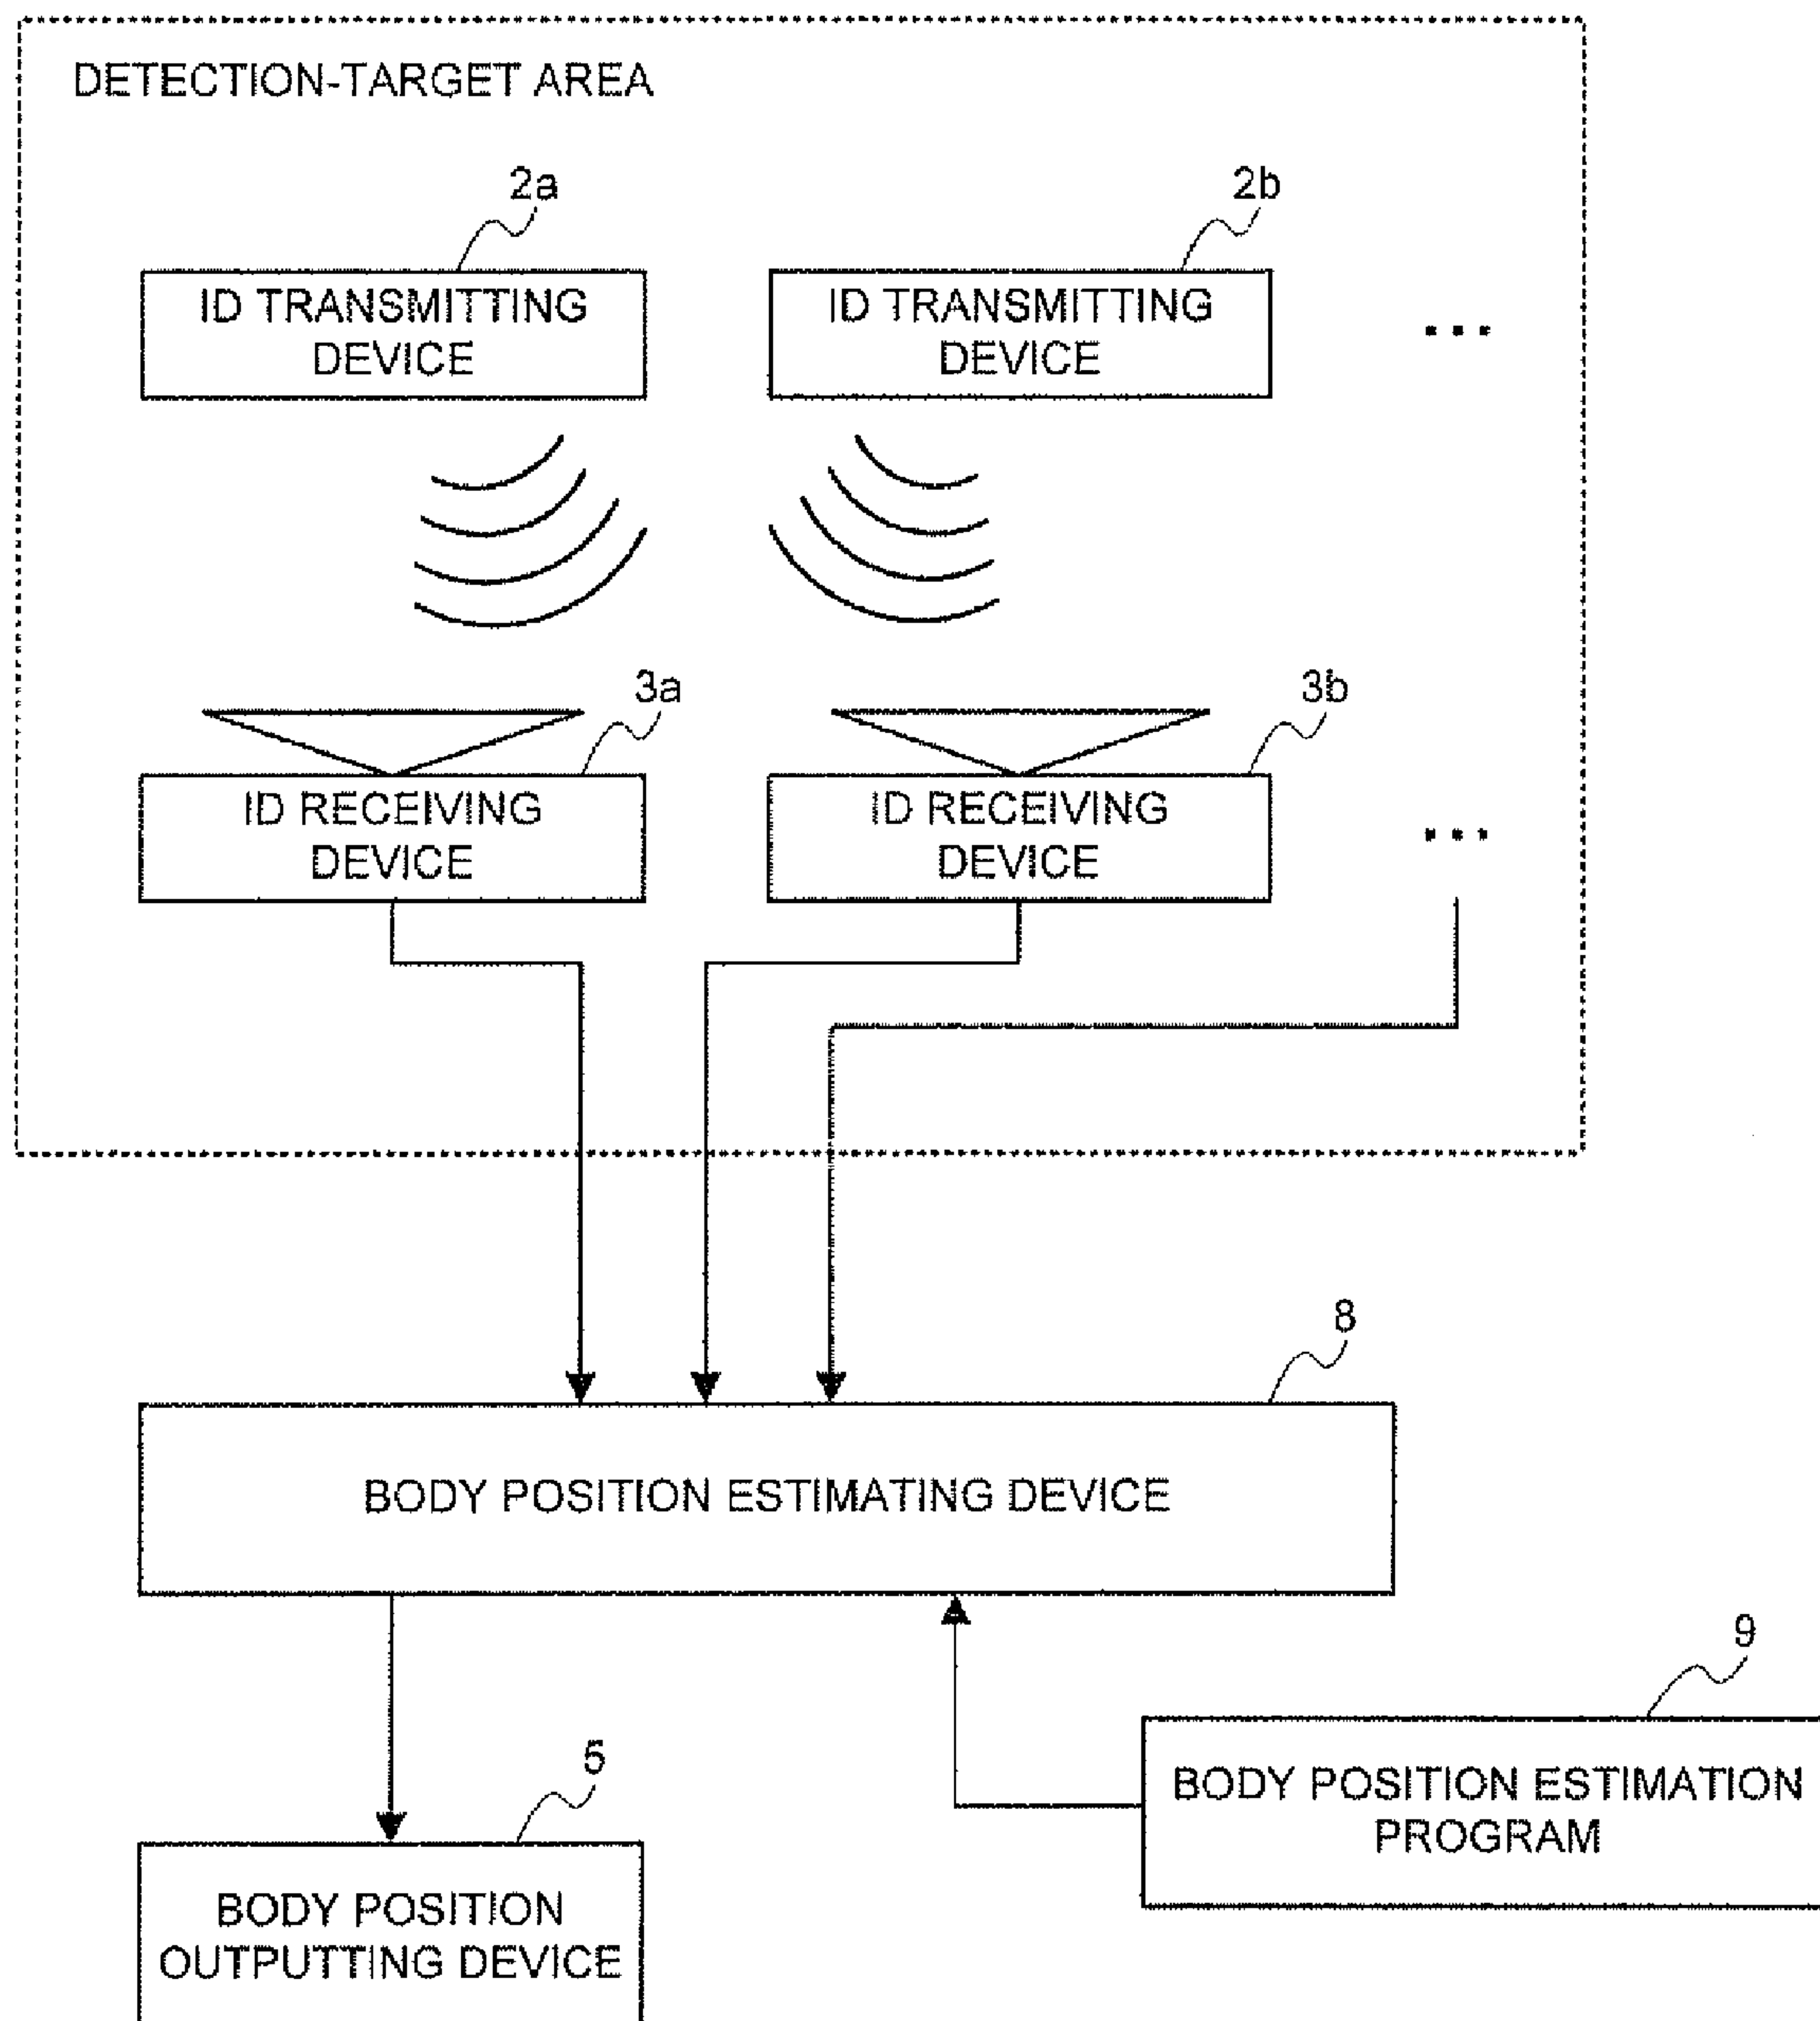 DETECTION-TARGET AREA
2a
2b
ID TRANSMITTING
DEVICE
ID TRANSMITTING
DEVICE
...
3a
3b
ID RECEIVING
DEVICE
ID RECEIVING
DEVICE
...
8
BODY POSITION ESTIMATING DEVICE
9
BODY POSITION ESTIMATION
PROGRAM
5
BODY POSITION
OUTPUTTING DEVICE